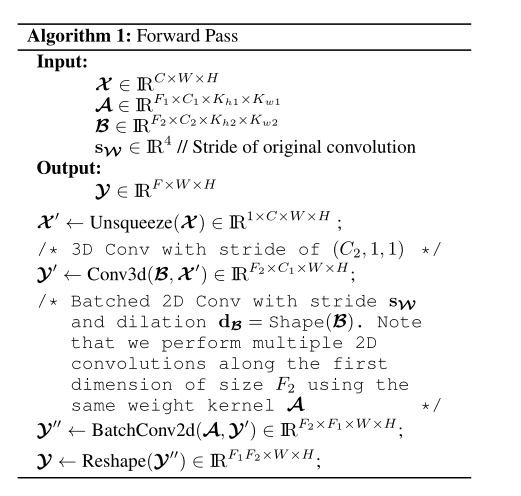 Algorithm 1: Forward Pass
Input:
𝓧 ∈ ℝ^{C×W×H}
𝓐 ∈ ℝ^{F_1×C_1×K_{h1}×K_{w1}}
𝓑 ∈ ℝ^{F_2×C_2×K_{h2}×K_{w2}}
s_𝓦 ∈ ℝ^4 // Stride of original convolution
Output:
𝓨 ∈ ℝ^{F×W×H}
𝓧′ ← Unsqueeze(𝓧) ∈ ℝ^{1×C×W×H} ;
/* 3D Conv with stride of (C_2, 1, 1) */
𝓨′ ← Conv3d(𝓑, 𝓧′) ∈ ℝ^{F_2×C_1×W×H};
/* Batched 2D Conv with stride s_𝓦
and dilation d_𝓑 = Shape(𝓑). Note
that we perform multiple 2D
convolutions along the first
dimension of size F_2 using the
same weight kernel 𝓐 */
𝓨″ ← BatchConv2d(𝓐, 𝓨′) ∈ ℝ^{F_2×F_1×W×H};
𝓨 ← Reshape(𝓨″) ∈ ℝ^{F_1F_2×W×H};